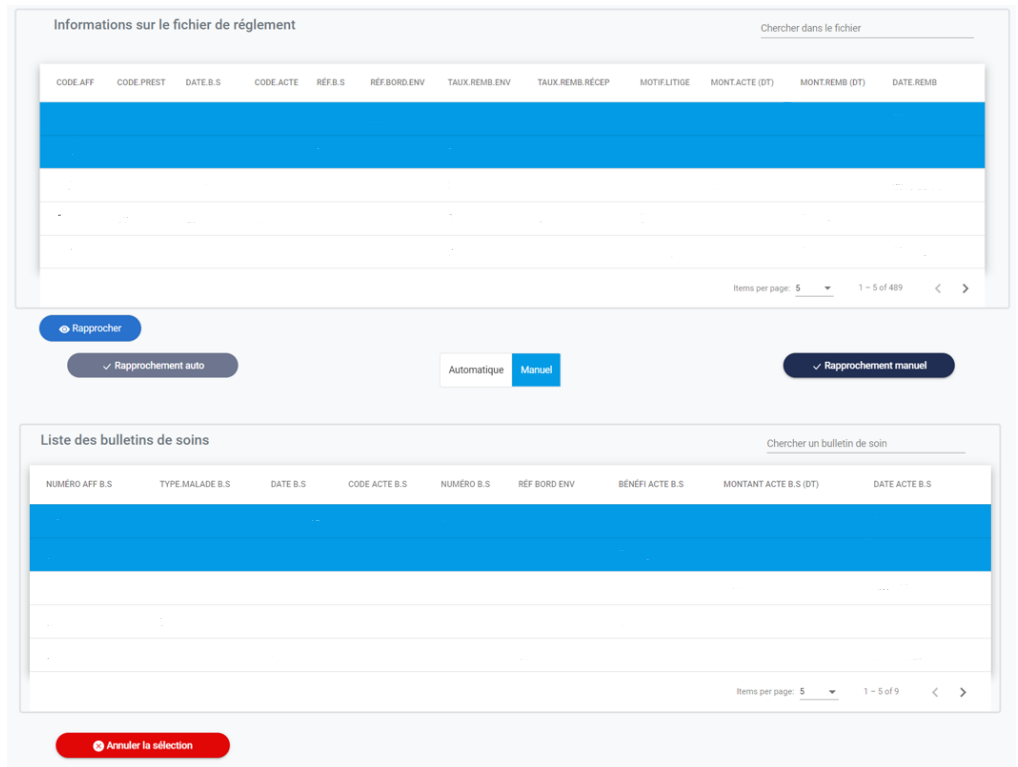 Informations sur le fichier de réglement
Chercher dans le fichier
CODE.AFF CODE.PREST DATE.B.S CODE.ACTE RÉF.B.S RÉF.BORD.ENV TAUX.REMB.ENV TAUX.REMB.RÉCEP MOTIF.LITIGE MONT.ACTE (DT) MONT.REMB (DT) DATE.REMB
Items per page: 5 1 – 5 of 489
Rapprocher
Rapprochement auto Automatique Manuel Rapprochement manuel
Liste des bulletins de soins
Chercher un bulletin de soin
NUMÉRO AFF B.S TYPE.MALADE B.S DATE B.S CODE ACTE B.S NUMÉRO B.S RÉF BORD ENV BÉNÉFI ACTE B.S MONTANT ACTE B.S (DT) DATE ACTE B.S
Items per page: 5 1 – 5 of 9
Annuler la sélection